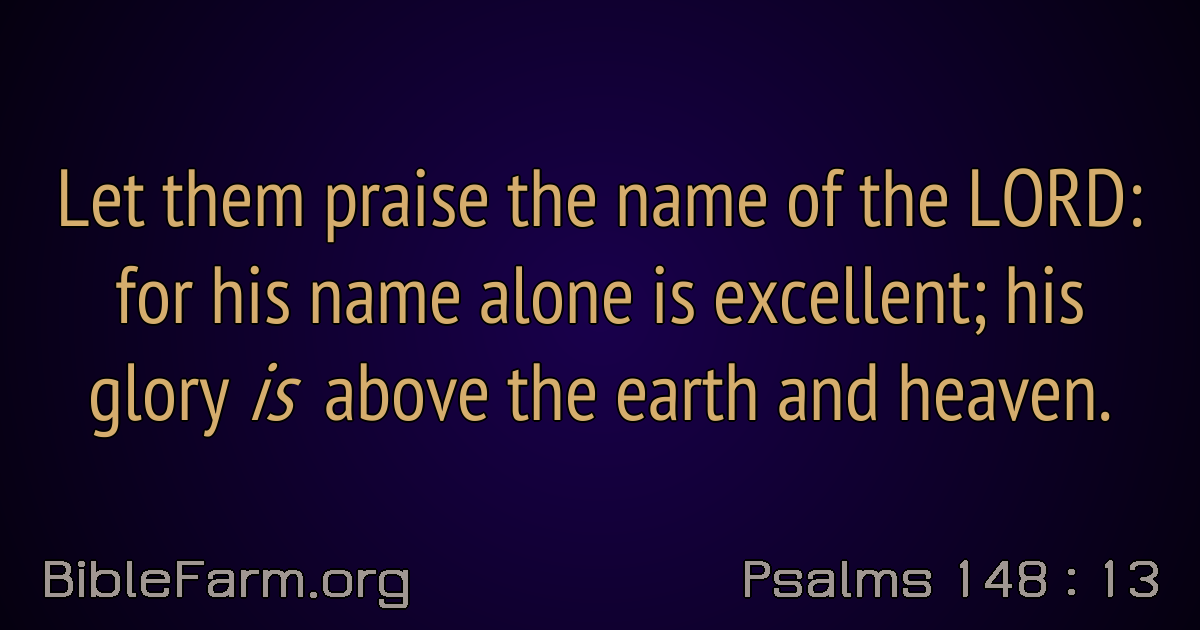 Let them praise the name of the LORD:
for his name alone is excellent; his
glory is above the earth and heaven.
BibleFarm.org
Psalms 148 : 13